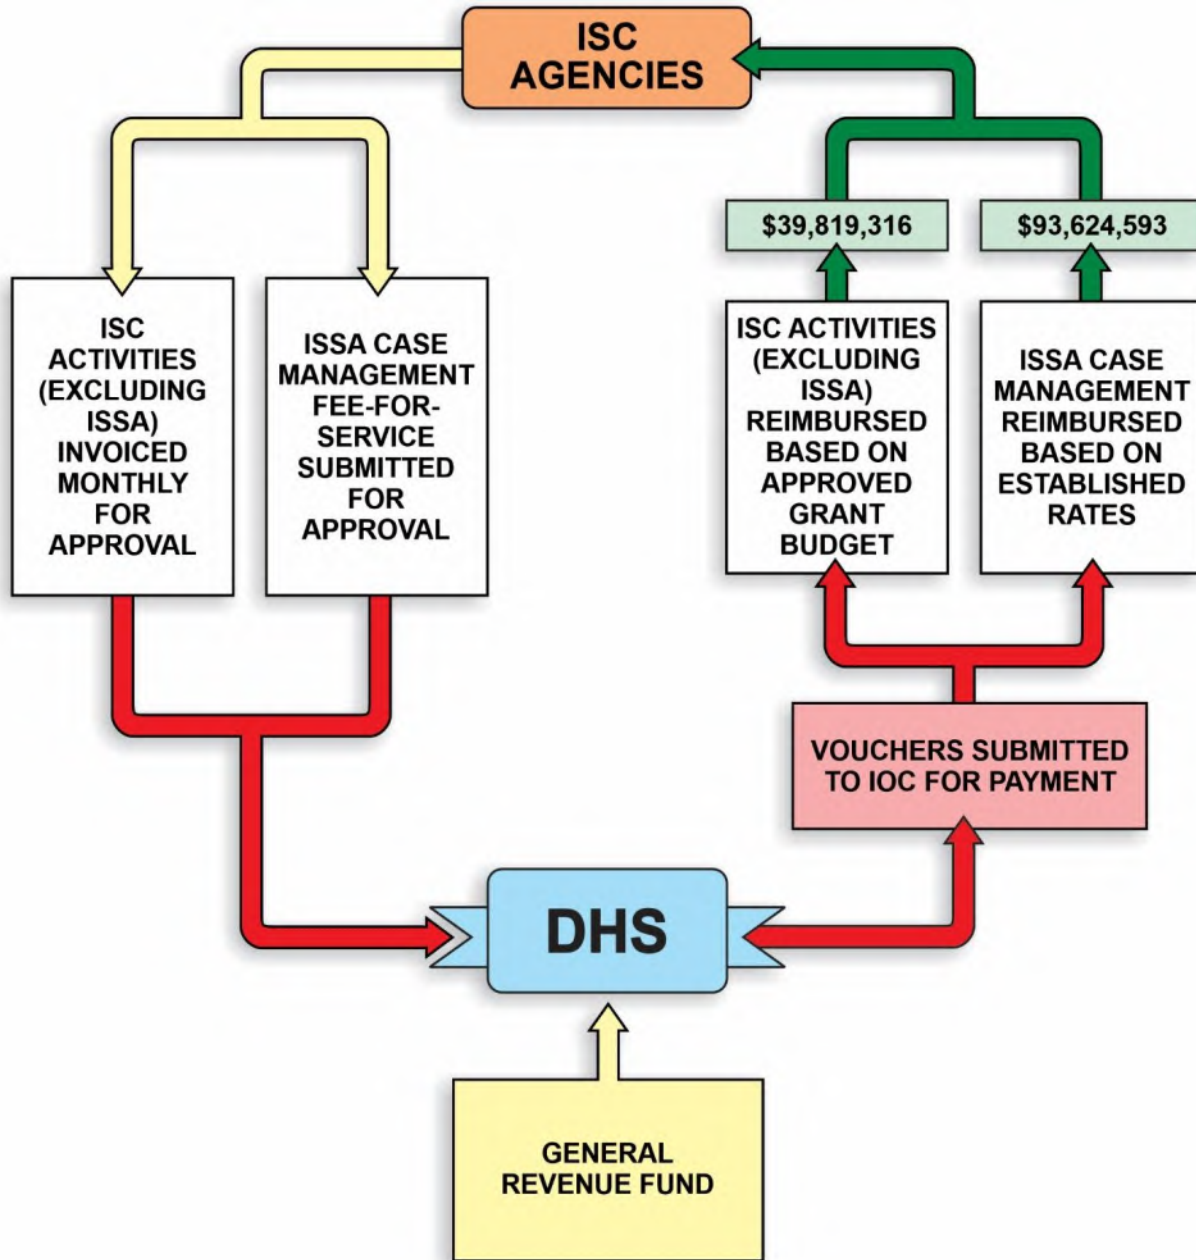 ISC
AGENCIES
$39,819,316
$93,624,593
ISC
ACTIVITIES
(EXCLUDING
ISSA)
INVOICED
MONTHLY
FOR
APPROVAL
ISSA CASE
MANAGEMENT
FEE-FOR-
SERVICE
SUBMITTED
FOR
APPROVAL
ISC ACTIVITIES
(EXCLUDING
ISSA)
REIMBURSED
BASED ON
APPROVED
GRANT
BUDGET
ISSA CASE
MANAGEMENT
REIMBURSED
BASED ON
ESTABLISHED
RATES
VOUCHERS SUBMITTED
TO IOC FOR PAYMENT
DHS
GENERAL
REVENUE FUND